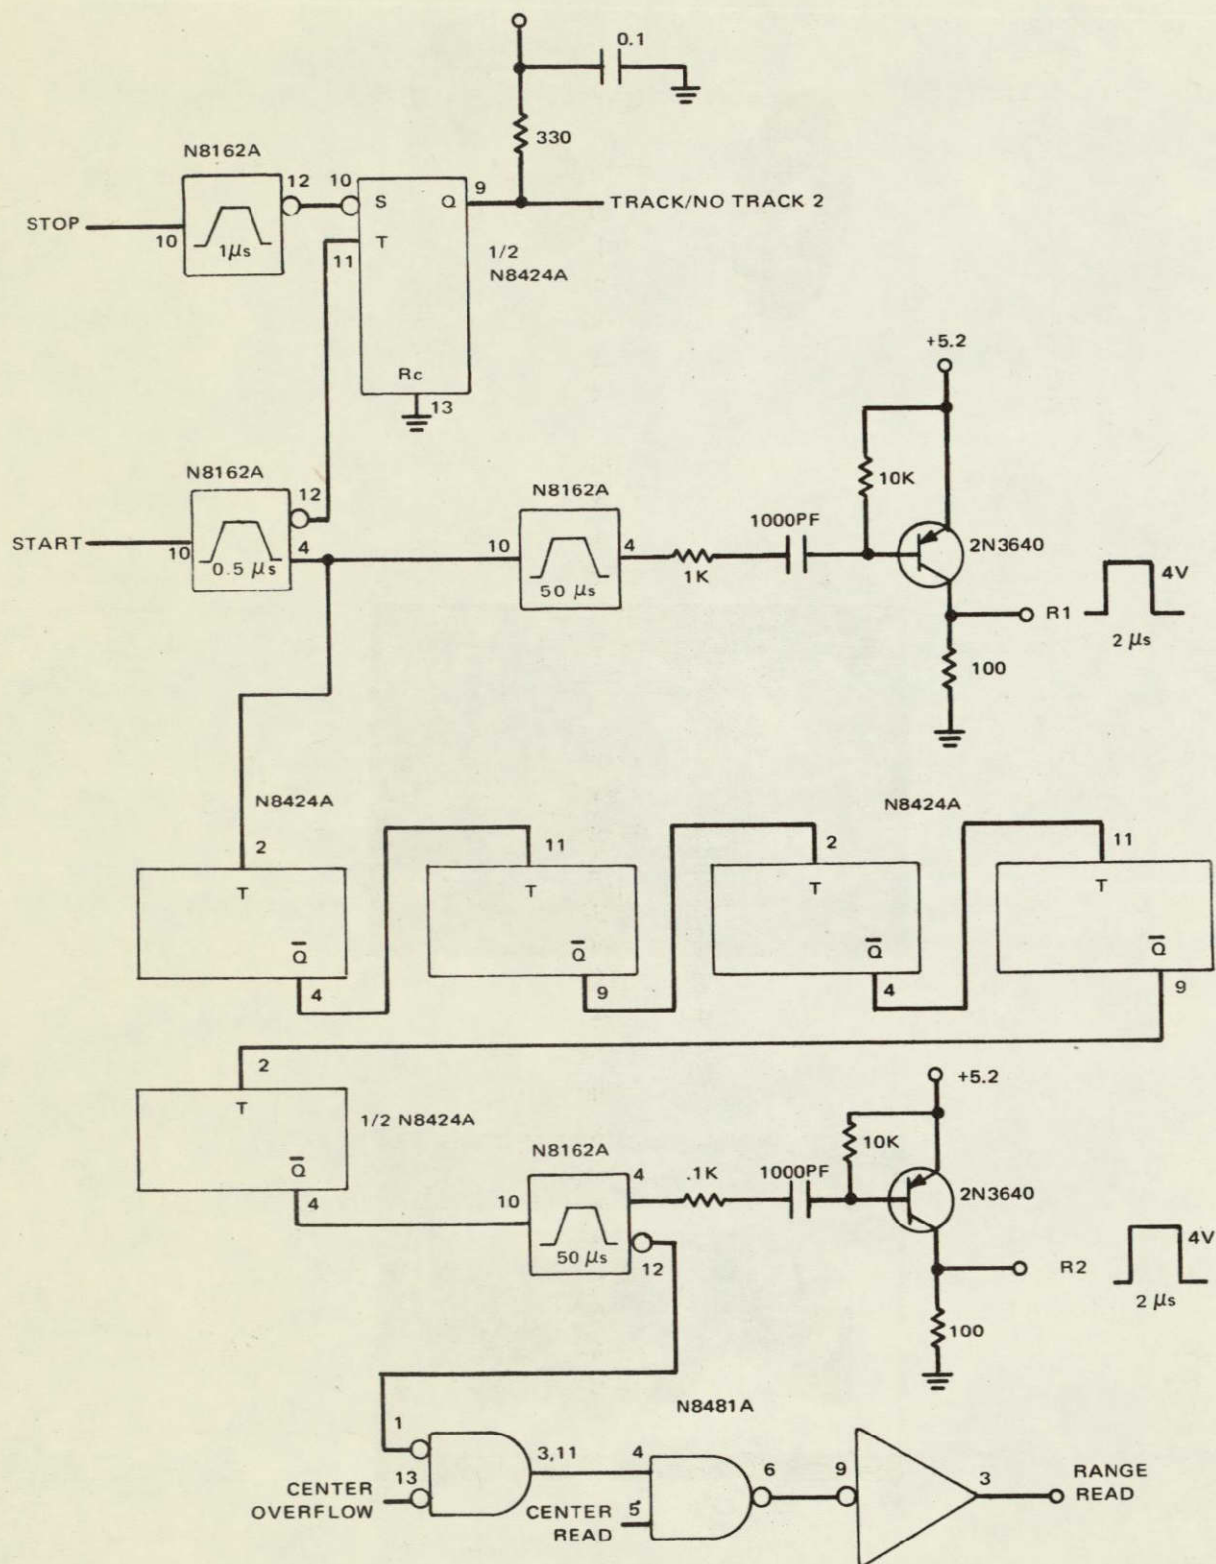 0.1
330
N8162A
12
10
S
Q
9
TRACK/NO TRACK 2
STOP
10
1μs
T
11
1/2
N8424A
Rc
13
+5.2
N8162A
12
START
10
0.5 μs
4
N8162A
10
50 μs
4
1K
1000PF
10K
2N3640
R1
4V
2 μs
100
N8424A
N8424A
2
T
Q̅
4
11
T
Q̅
9
2
T
Q̅
4
11
T
Q̅
9
2
T
1/2 N8424A
Q̅
4
+5.2
N8162A
10
50 μs
4
12
.1K
1000PF
10K
2N3640
R2
4V
2 μs
100
N8481A
1
13
CENTER
OVERFLOW
3,11
4
CENTER
READ
5
6
9
3
RANGE
READ